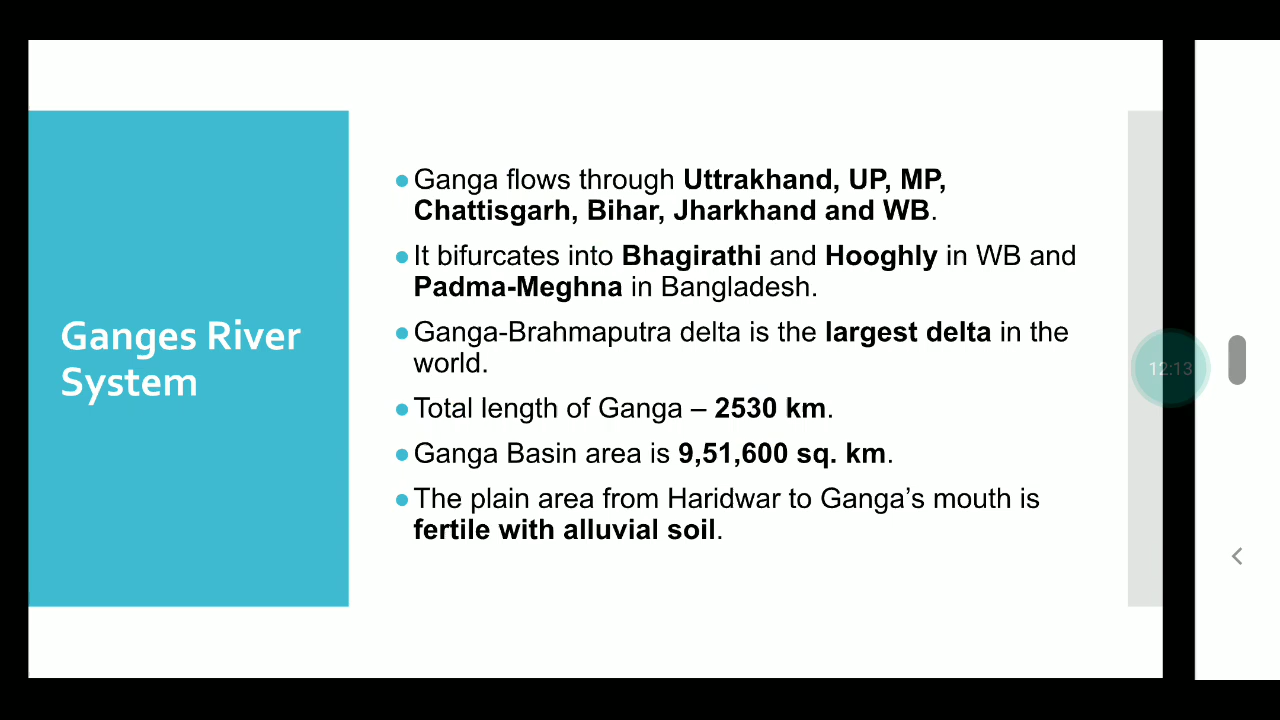 Ganges River
System
●Ganga flows through Uttrakhand, UP, MP,
Chattisgarh, Bihar, Jharkhand and WB.
●It bifurcates into Bhagirathi and Hooghly in WB and
Padma-Meghna in Bangladesh.
●Ganga-Brahmaputra delta is the largest delta in the
world.
●Total length of Ganga – 2530 km.
●Ganga Basin area is 9,51,600 sq. km.
●The plain area from Haridwar to Ganga’s mouth is
fertile with alluvial soil.
12:13